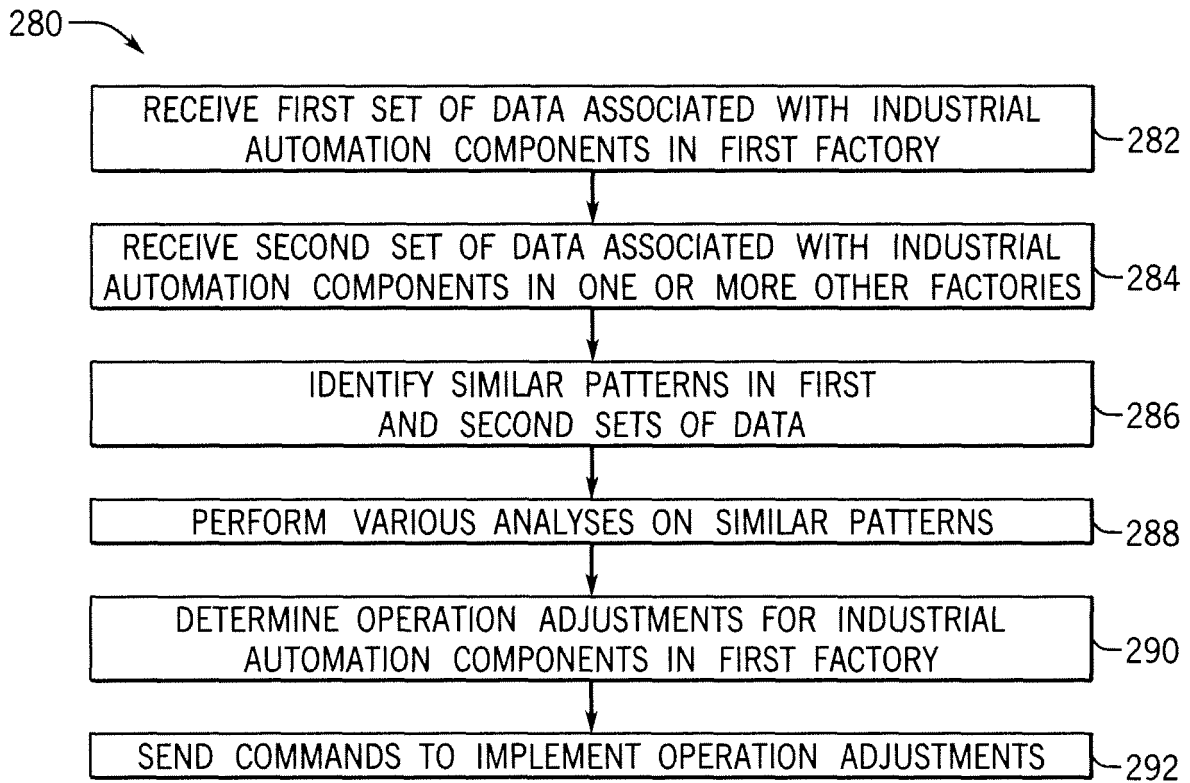 280
RECEIVE FIRST SET OF DATA ASSOCIATED WITH INDUSTRIAL
AUTOMATION COMPONENTS IN FIRST FACTORY
282
RECEIVE SECOND SET OF DATA ASSOCIATED WITH INDUSTRIAL
AUTOMATION COMPONENTS IN ONE OR MORE OTHER FACTORIES
284
IDENTIFY SIMILAR PATTERNS IN FIRST
AND SECOND SETS OF DATA
286
PERFORM VARIOUS ANALYSES ON SIMILAR PATTERNS
288
DETERMINE OPERATION ADJUSTMENTS FOR INDUSTRIAL
AUTOMATION COMPONENTS IN FIRST FACTORY
290
SEND COMMANDS TO IMPLEMENT OPERATION ADJUSTMENTS
292